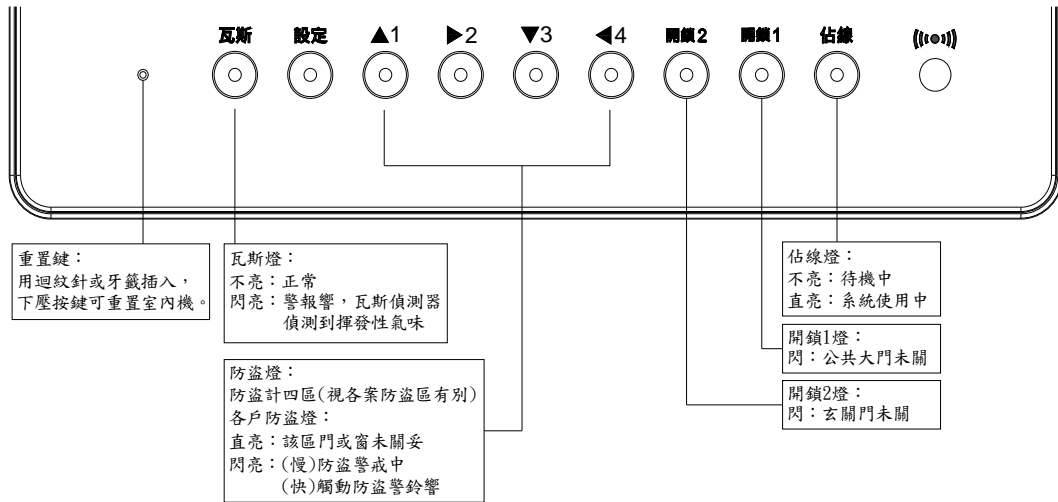 瓦斯 設定 ▲1 ▶2 ▼3 ◀4 開鎖2 開鎖1 佔線
重置鍵：
用迴紋針或牙籤插入，
下壓按鍵可重置室內機。
瓦斯燈：
不亮：正常
閃亮：警報響，瓦斯偵測器
偵測到揮發性氣味
防盜燈：
防盜計四區(視各案防盜區有別)
各戶防盜燈：
直亮：該區門或窗未關妥
閃亮：(慢)防盜警戒中
(快)觸動防盜警鈴響
佔線燈：
不亮：待機中
直亮：系統使用中
開鎖1燈：
閃：公共大門未關
開鎖2燈：
閃：玄關門未關